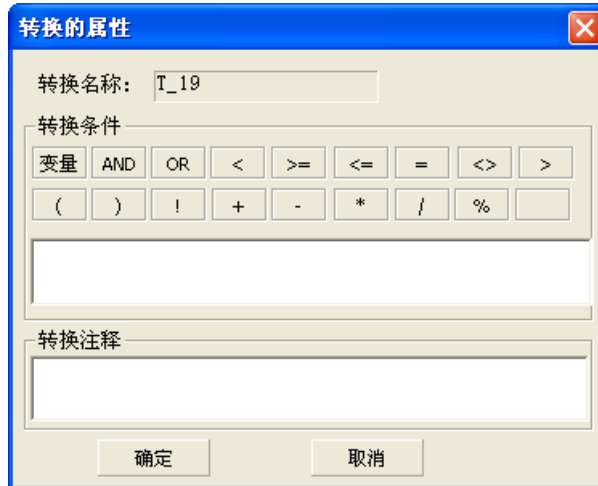 转换的属性
转换名称： T_19
转换条件
变量 AND OR < >= <= = <> >
( ) ! + - * / %
转换注释
确定 取消